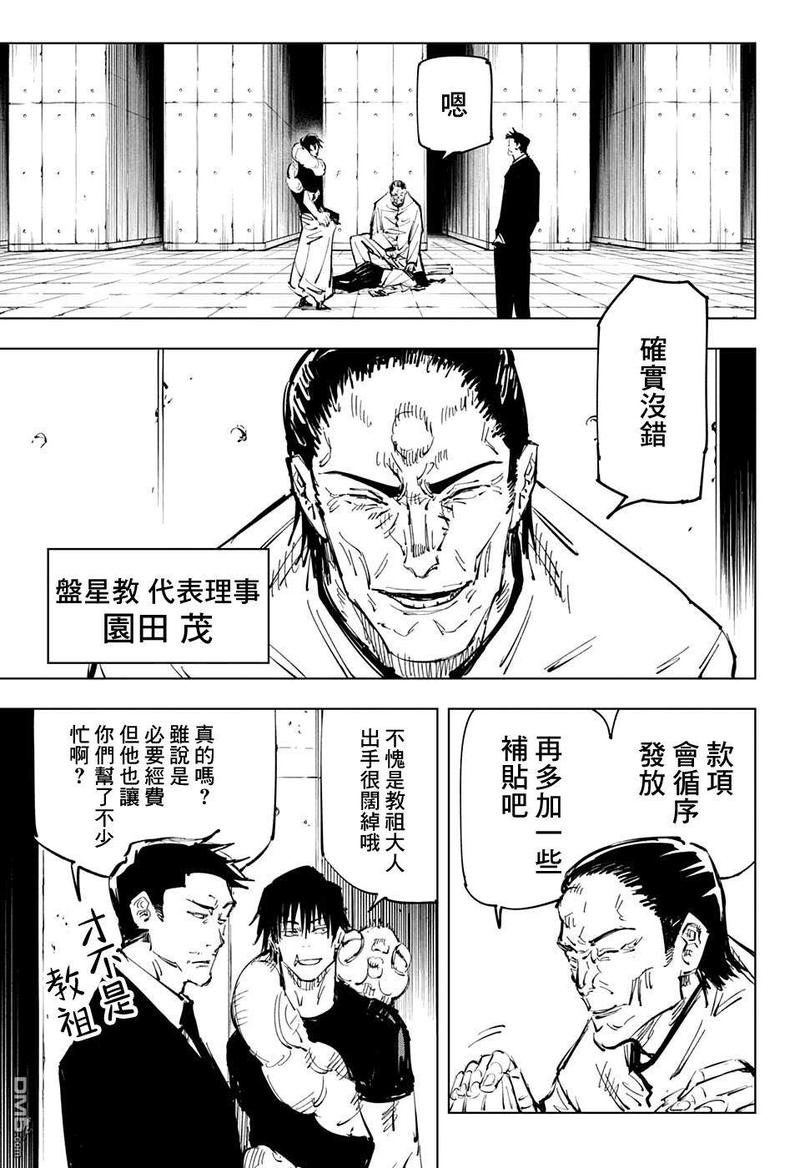 嗯
確實沒錯
盤星教 代表理事
園田 茂
款項
會循序
發放
再多加一些
補貼吧
不愧是教祖大人
出手很闊綽哦
真的嗎?
雖說是
必要經費
但他也讓
你們幫了不少
忙啊?
才不是
教祖
DM5.com